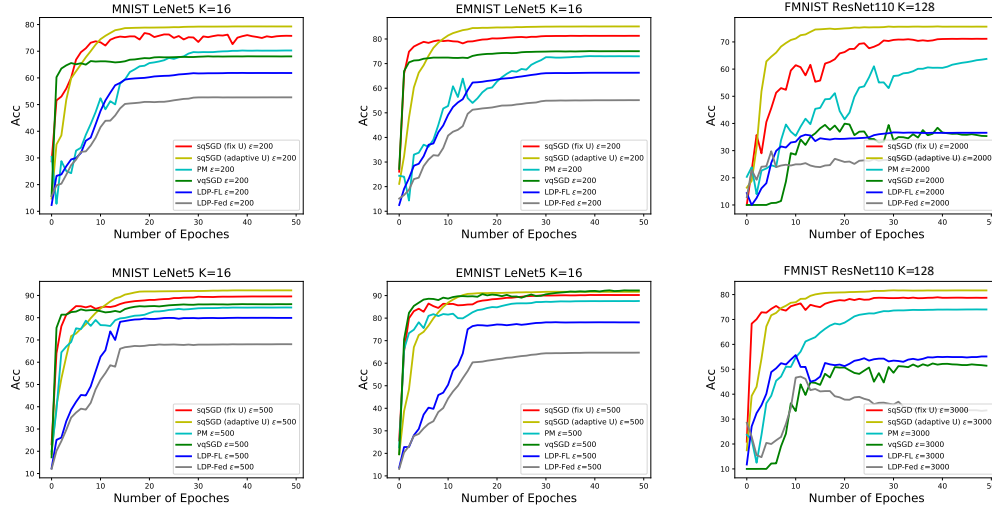 MNIST LeNet5 K=16
Acc
80
70
60
50
40
30
20
10
0 10 20 30 40 50
Number of Epoches
sqSGD (fix U) ε=200
sqSGD (adaptive U) ε=200
PM ε=200
vqSGD ε=200
LDP-FL ε=200
LDP-Fed ε=200
EMNIST LeNet5 K=16
Acc
80
70
60
50
40
30
20
10
0 10 20 30 40 50
Number of Epoches
sqSGD (fix U) ε=200
sqSGD (adaptive U) ε=200
PM ε=200
vqSGD ε=200
LDP-FL ε=200
LDP-Fed ε=200
FMNIST ResNet110 K=128
Acc
70
60
50
40
30
20
10
0 10 20 30 40 50
Number of Epoches
sqSGD (fix U) ε=2000
sqSGD (adaptive U) ε=2000
PM ε=2000
vqSGD ε=2000
LDP-FL ε=2000
LDP-Fed ε=2000
MNIST LeNet5 K=16
Acc
90
80
70
60
50
40
30
20
10
0 10 20 30 40 50
Number of Epoches
sqSGD (fix U) ε=500
sqSGD (adaptive U) ε=500
PM ε=500
vqSGD ε=500
LDP-FL ε=500
LDP-Fed ε=500
EMNIST LeNet5 K=16
Acc
90
80
70
60
50
40
30
20
10
0 10 20 30 40 50
Number of Epoches
sqSGD (fix U) ε=500
sqSGD (adaptive U) ε=500
PM ε=500
vqSGD ε=500
LDP-FL ε=500
LDP-Fed ε=500
FMNIST ResNet110 K=128
Acc
80
70
60
50
40
30
20
10
0 10 20 30 40 50
Number of Epoches
sqSGD (fix U) ε=3000
sqSGD (adaptive U) ε=3000
PM ε=3000
vqSGD ε=3000
LDP-FL ε=3000
LDP-Fed ε=3000